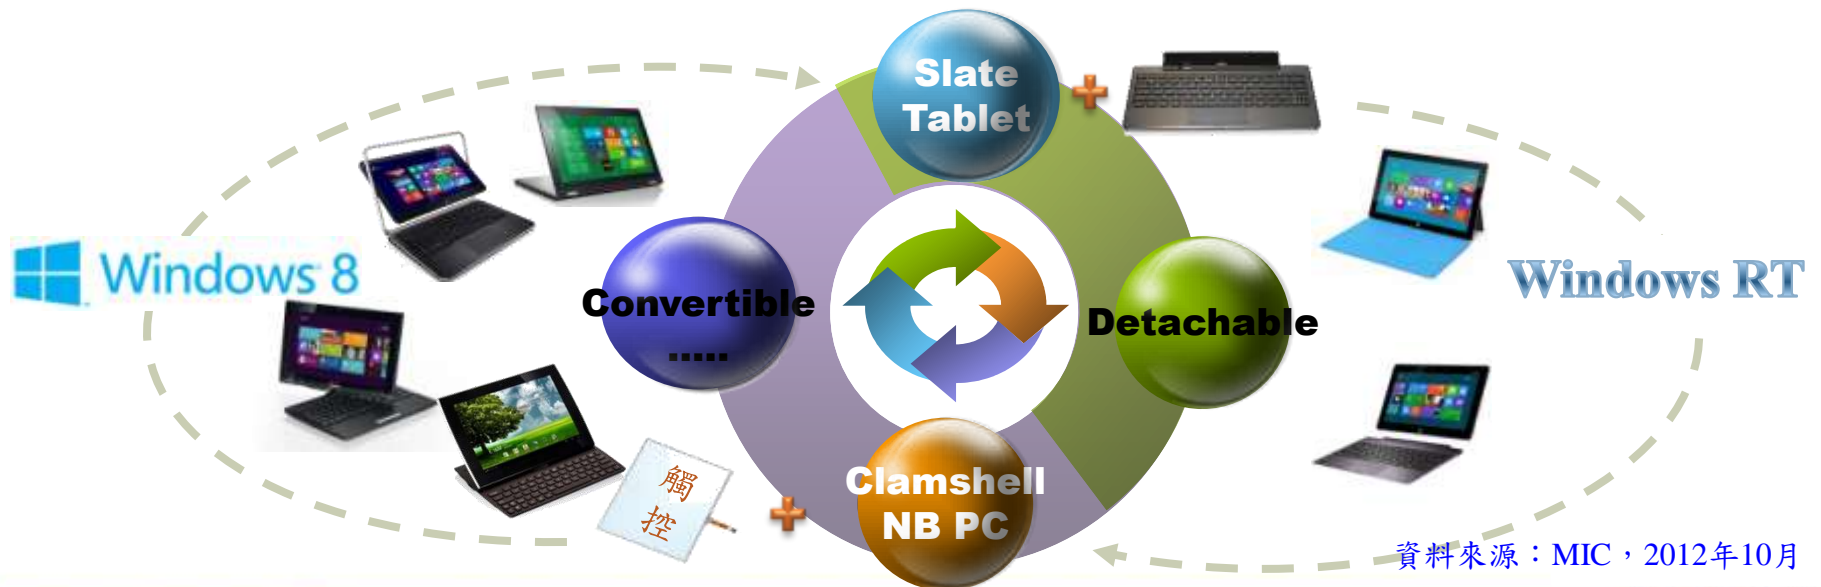 Slate
Tablet
Windows 8
Windows RT
Convertible
.....
Detachable
觸
控
Clamshell
NB PC
資料來源：MIC，2012年10月